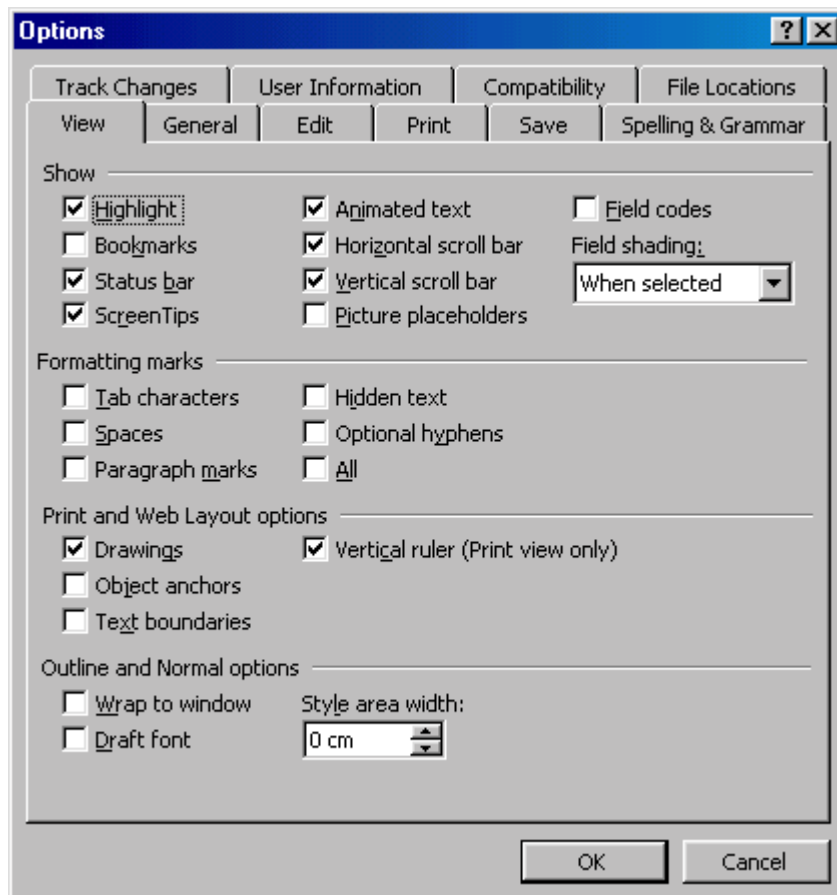 Options
Track Changes User Information Compatibility File Locations
View General Edit Print Save Spelling & Grammar
Show
Highlight Animated text Field codes
Bookmarks Horizontal scroll bar Field shading:
Status bar Vertical scroll bar When selected
ScreenTips Picture placeholders
Formatting marks
Tab characters Hidden text
Spaces Optional hyphens
Paragraph marks All
Print and Web Layout options
Drawings Vertical ruler (Print view only)
Object anchors
Text boundaries
Outline and Normal options
Wrap to window Style area width:
Draft font 0 cm
OK Cancel